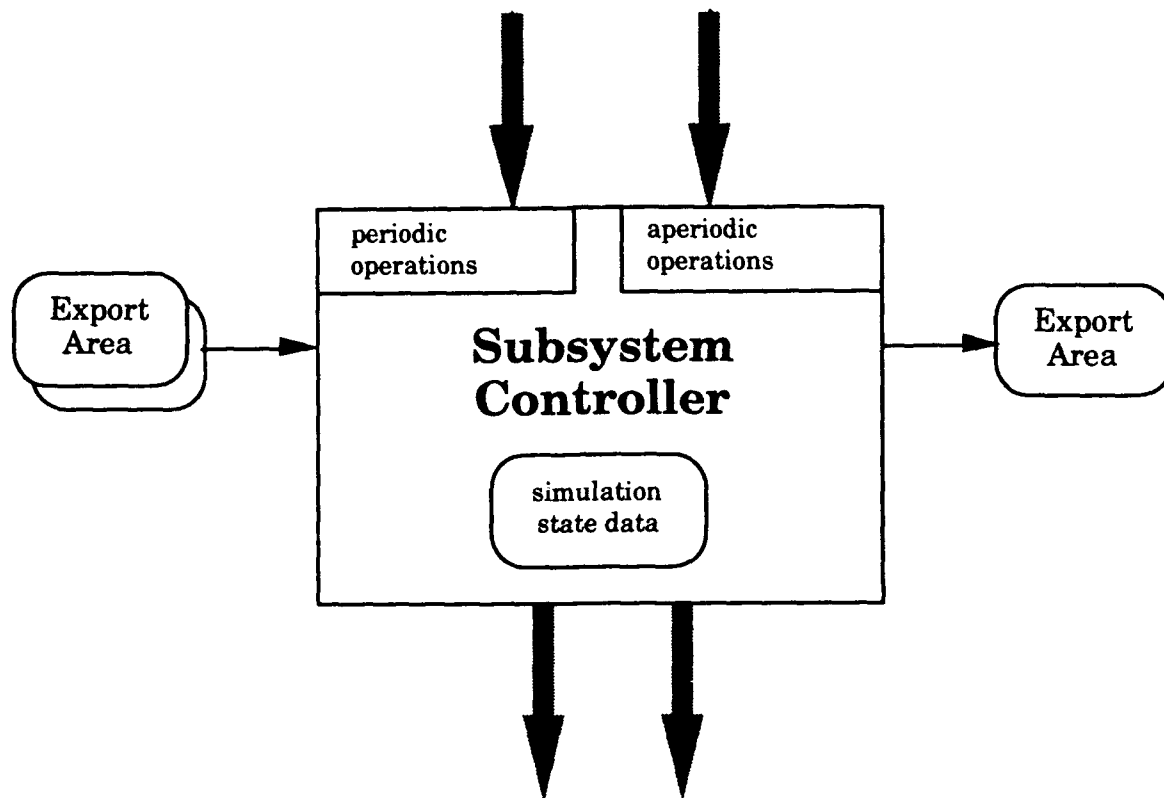 periodic
operations
aperiodic
operations
Export
Area
Subsystem
Controller
Export
Area
simulation
state data